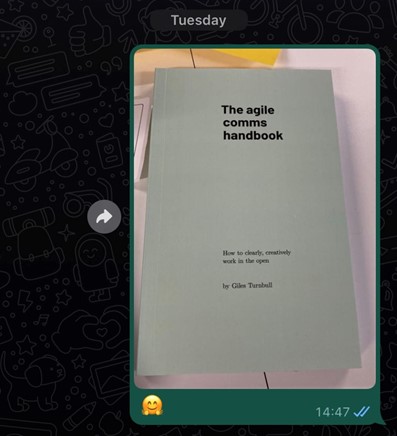 Tuesday
The agile
comms
handbook
How to clearly, creatively
work in the open
by Giles Turnbull
🤗
14:47